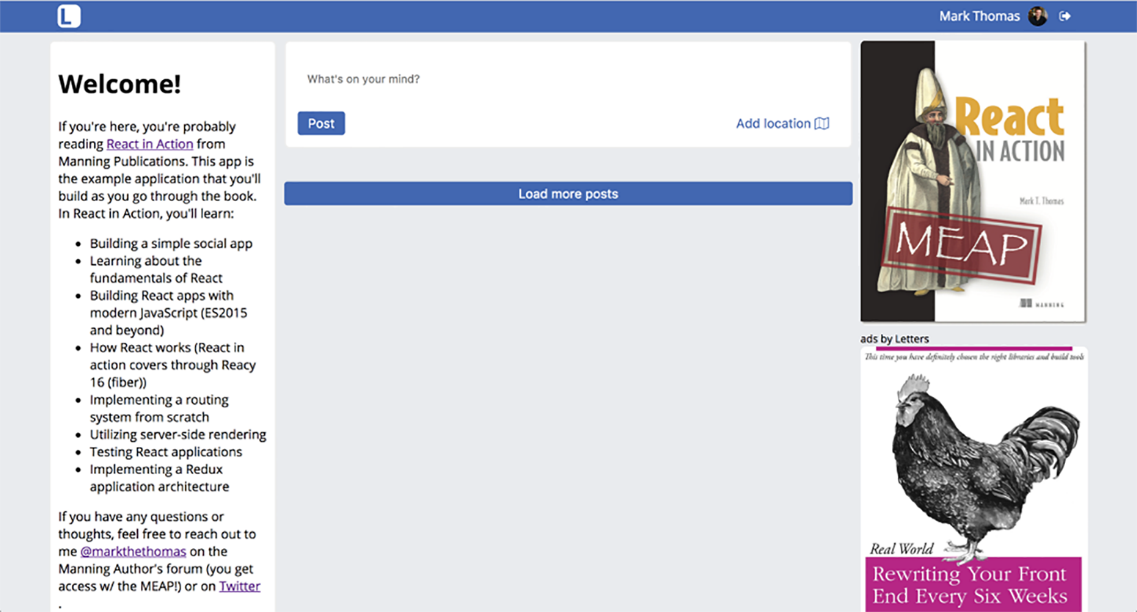 L
Mark Thomas
Welcome!
If you're here, you're probably
reading React in Action from
Manning Publications. This app is
the example application that you'll
build as you go through the book.
In React in Action, you'll learn:
• Building a simple social app
• Learning about the
fundamentals of React
• Building React apps with
modern JavaScript (ES2015
and beyond)
• How React works (React in
action covers through Reacy
16 (fiber))
• Implementing a routing
system from scratch
• Utilizing server-side rendering
• Testing React applications
• Implementing a Redux
application architecture
If you have any questions or
thoughts, feel free to reach out to
me @markthethomas on the
Manning Author's forum (you get
access w/ the MEAP!) or on Twitter
.
What's on your mind?
Post
Add location
Load more posts
React
IN ACTION
Mark T. Thomas
MEAP
MANNING
ads by Letters
This time you have definitely chosen the right libraries and build tools
Real World
Rewriting Your Front
End Every Six Weeks